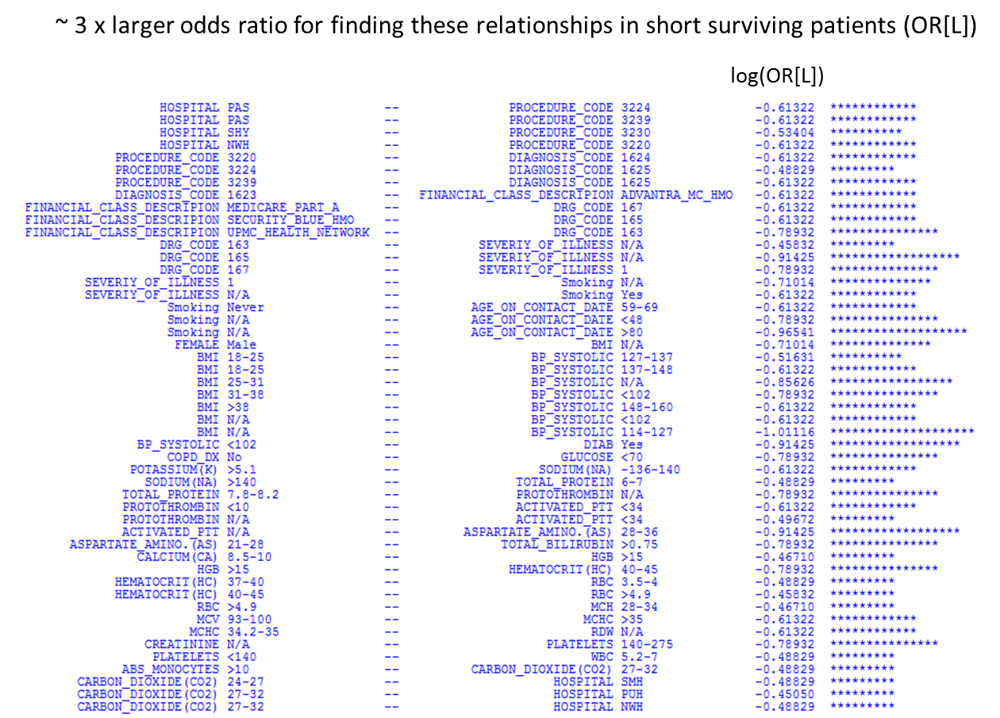 ~ 3 x larger odds ratio for finding these relationships in short surviving patients (OR[L])
log(OR[L])
HOSPITAL PAS -- PROCEDURE_CODE 3224 -0.61322 ************
HOSPITAL PAS -- PROCEDURE_CODE 3239 -0.61322 ************
HOSPITAL SHY -- PROCEDURE_CODE 3230 -0.53404 **********
HOSPITAL NWH -- PROCEDURE_CODE 3220 -0.61322 ************
PROCEDURE_CODE 3220 -- DIAGNOSIS_CODE 1624 -0.61322 ************
PROCEDURE_CODE 3224 -- DIAGNOSIS_CODE 1625 -0.48829 *********
PROCEDURE_CODE 3239 -- DIAGNOSIS_CODE 1625 -0.61322 ************
DIAGNOSIS_CODE 1623 -- FINANCIAL_CLASS_DESCRIPION ADVANTRA_MC_HMO -0.61322 ************
FINANCIAL_CLASS_DESCRIPION MEDICARE_PART_A -- DRG_CODE 167 -0.61322 ************
FINANCIAL_CLASS_DESCRIPION SECURITY_BLUE_HMO -- DRG_CODE 165 -0.61322 ************
FINANCIAL_CLASS_DESCRIPION UPMC_HEALTH_NETWORK -- DRG_CODE 163 -0.78932 ***************
DRG_CODE 163 -- SEVERIY_OF_ILLNESS N/A -0.45832 *********
DRG_CODE 165 -- SEVERIY_OF_ILLNESS N/A -0.91425 ******************
DRG_CODE 167 -- SEVERIY_OF_ILLNESS 1 -0.78932 ***************
SEVERIY_OF_ILLNESS 1 -- Smoking N/A -0.71014 **************
SEVERIY_OF_ILLNESS N/A -- Smoking Yes -0.61322 ************
Smoking Never -- AGE_ON_CONTACT_DATE 59-69 -0.61322 ************
Smoking N/A -- AGE_ON_CONTACT_DATE <48 -0.78932 ***************
Smoking N/A -- AGE_ON_CONTACT_DATE >80 -0.96541 *******************
FEMALE Male -- BMI N/A -0.71014 **************
BMI 18-25 -- BP_SYSTOLIC 127-137 -0.51631 **********
BMI 18-25 -- BP_SYSTOLIC 137-148 -0.61322 ************
BMI 25-31 -- BP_SYSTOLIC N/A -0.85626 *****************
BMI 31-38 -- BP_SYSTOLIC <102 -0.78932 ***************
BMI >38 -- BP_SYSTOLIC 148-160 -0.61322 ************
BMI N/A -- BP_SYSTOLIC <102 -0.61322 ************
BMI N/A -- BP_SYSTOLIC 114-127 -1.01116 ********************
BP_SYSTOLIC <102 -- DIAB Yes -0.91425 ******************
COPD_DX No -- GLUCOSE <70 -0.78932 ***************
POTASSIUM(K) >5.1 -- SODIUM(NA) -136-140 -0.61322 ************
SODIUM(NA) >140 -- TOTAL_PROTEIN 6-7 -0.48829 *********
TOTAL_PROTEIN 7.8-8.2 -- PROTOTHROMBIN N/A -0.78932 ***************
PROTOTHROMBIN <10 -- ACTIVATED_PTT <34 -0.61322 ************
PROTOTHROMBIN N/A -- ACTIVATED_PTT <34 -0.49672 *********
ACTIVATED_PTT N/A -- ASPARTATE_AMINO.(AS) 28-36 -0.91425 ******************
ASPARTATE_AMINO.(AS) 21-28 -- TOTAL_BILIRUBIN >0.75 -0.78932 ***************
CALCIUM(CA) 8.5-10 -- HGB >15 -0.46710 *********
HGB >15 -- HEMATOCRIT(HC) 40-45 -0.78932 ***************
HEMATOCRIT(HC) 37-40 -- RBC 3.5-4 -0.48829 *********
HEMATOCRIT(HC) 40-45 -- RBC >4.9 -0.45832 *********
RBC >4.9 -- MCH 28-34 -0.46710 *********
MCV 93-100 -- MCHC >35 -0.61322 ************
MCHC 34.2-35 -- RDW N/A -0.61322 ************
CREATININE N/A -- PLATELETS 140-275 -0.78932 ***************
PLATELETS <140 -- WBC 5.2-7 -0.48829 *********
ABS_MONOCYTES >10 -- CARBON_DIOXIDE(CO2) 27-32 -0.48829 *********
CARBON_DIOXIDE(CO2) 24-27 -- HOSPITAL SMH -0.48829 *********
CARBON_DIOXIDE(CO2) 27-32 -- HOSPITAL PUH -0.45050 *********
CARBON_DIOXIDE(CO2) 27-32 -- HOSPITAL NWH -0.48829 *********